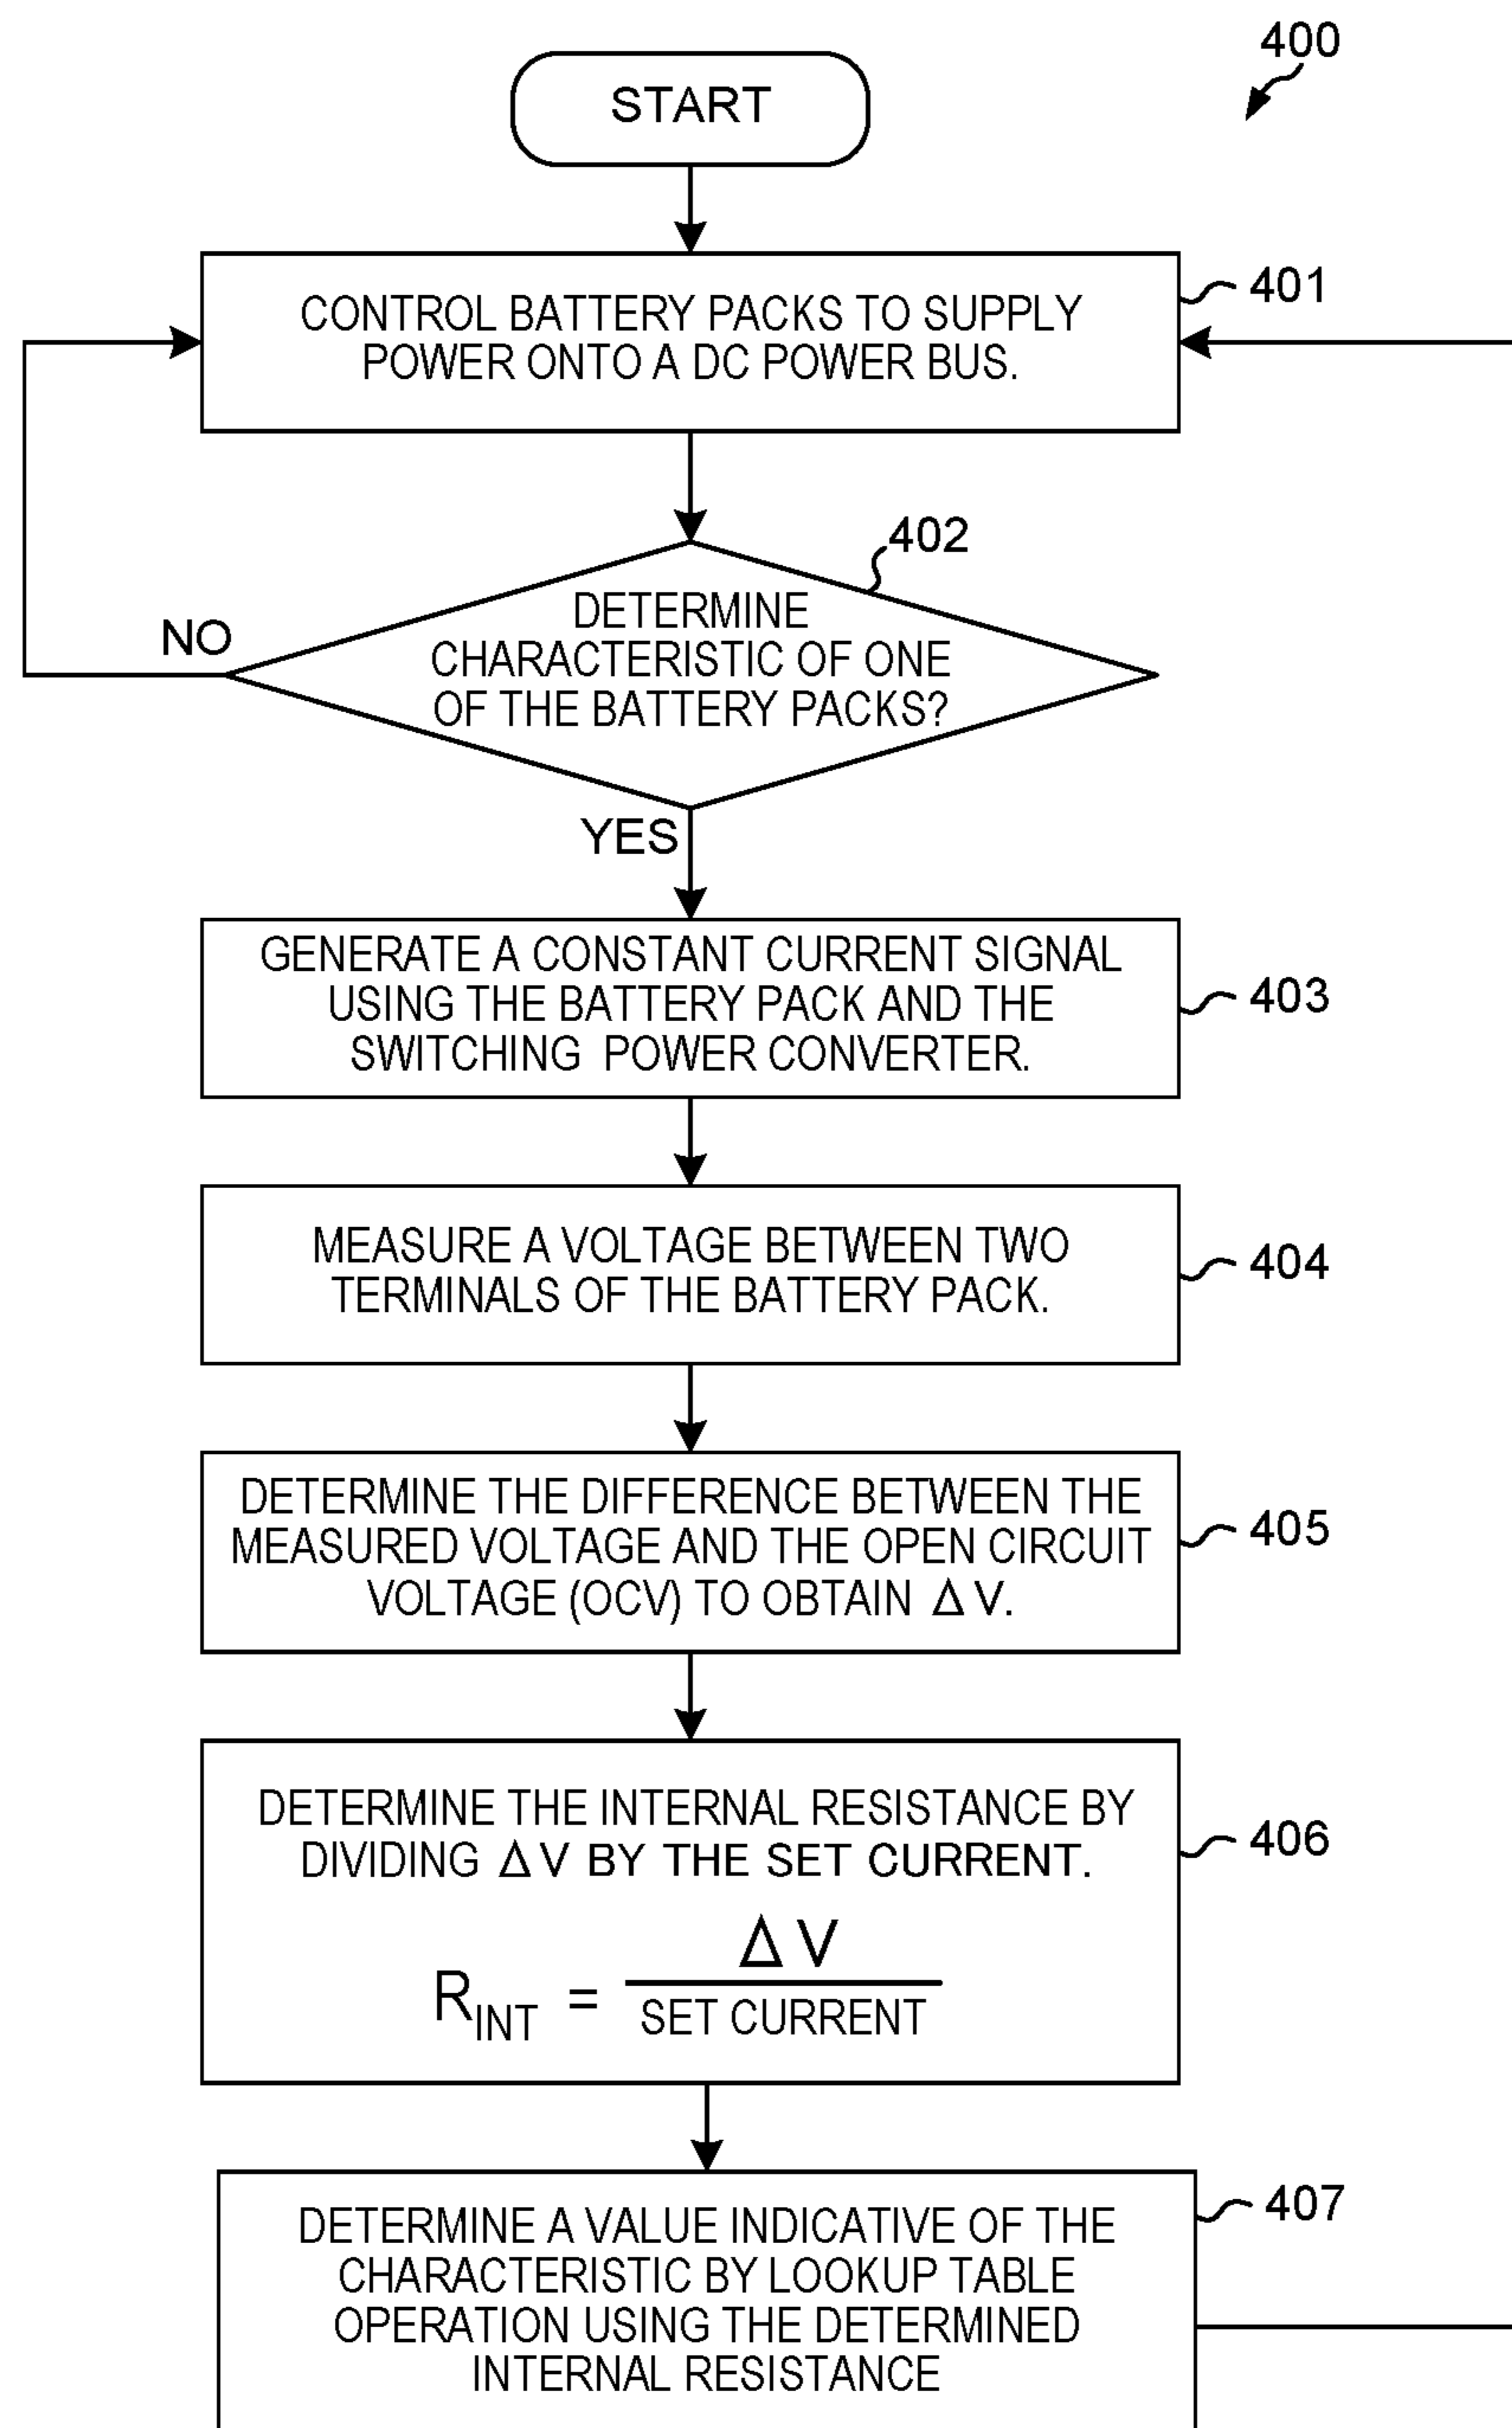 400
START
CONTROL BATTERY PACKS TO SUPPLY
POWER ONTO A DC POWER BUS.
401
DETERMINE
CHARACTERISTIC OF ONE
OF THE BATTERY PACKS?
402
NO
YES
GENERATE A CONSTANT CURRENT SIGNAL
USING THE BATTERY PACK AND THE
SWITCHING POWER CONVERTER.
403
MEASURE A VOLTAGE BETWEEN TWO
TERMINALS OF THE BATTERY PACK.
404
DETERMINE THE DIFFERENCE BETWEEN THE
MEASURED VOLTAGE AND THE OPEN CIRCUIT
VOLTAGE (OCV) TO OBTAIN Δ V.
405
DETERMINE THE INTERNAL RESISTANCE BY
DIVIDING Δ V BY THE SET CURRENT.
Δ V
R INT =
SET CURRENT
406
DETERMINE A VALUE INDICATIVE OF THE
CHARACTERISTIC BY LOOKUP TABLE
OPERATION USING THE DETERMINED
INTERNAL RESISTANCE
407